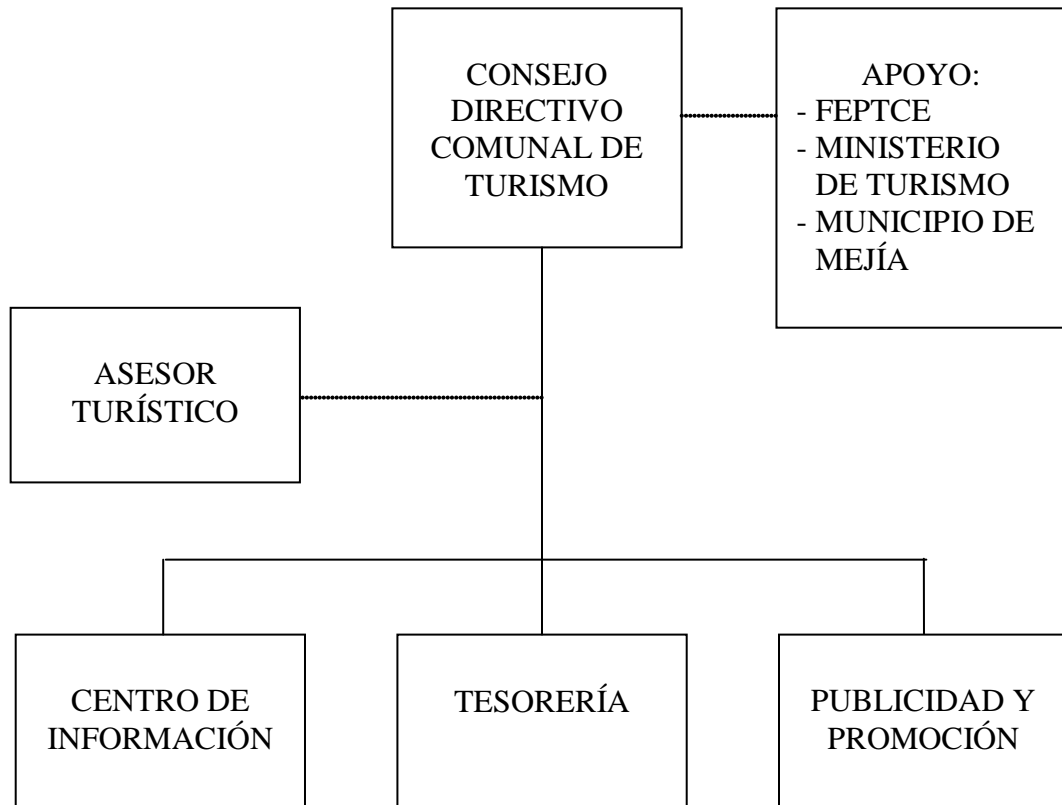 CONSEJO
DIRECTIVO
COMUNAL DE
TURISMO
APOYO:
- FEPTCE
- MINISTERIO
DE TURISMO
- MUNICIPIO DE
MEJÍA
ASESOR
TURÍSTICO
CENTRO DE
INFORMACIÓN
TESORERÍA
PUBLICIDAD Y
PROMOCIÓN